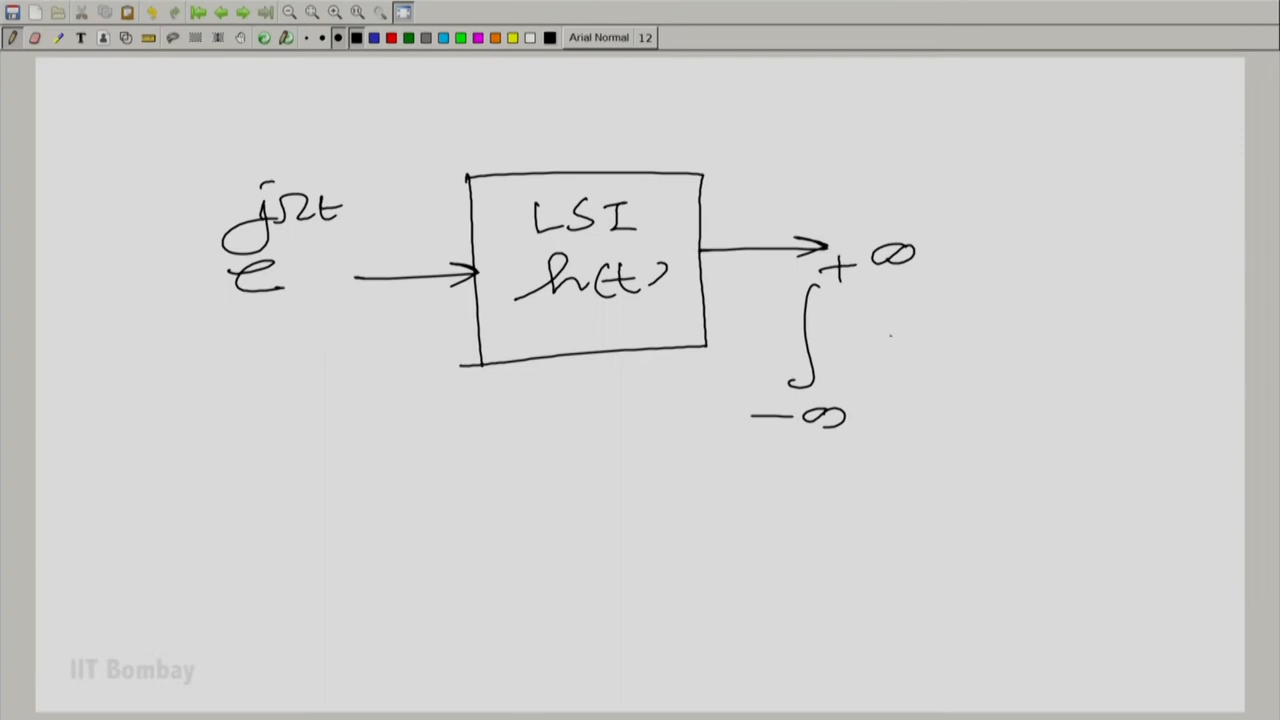 Arial Normal 12
e^{jΩt}
LSI
h(t)
∫_{-∞}^{+∞}
IIT Bombay